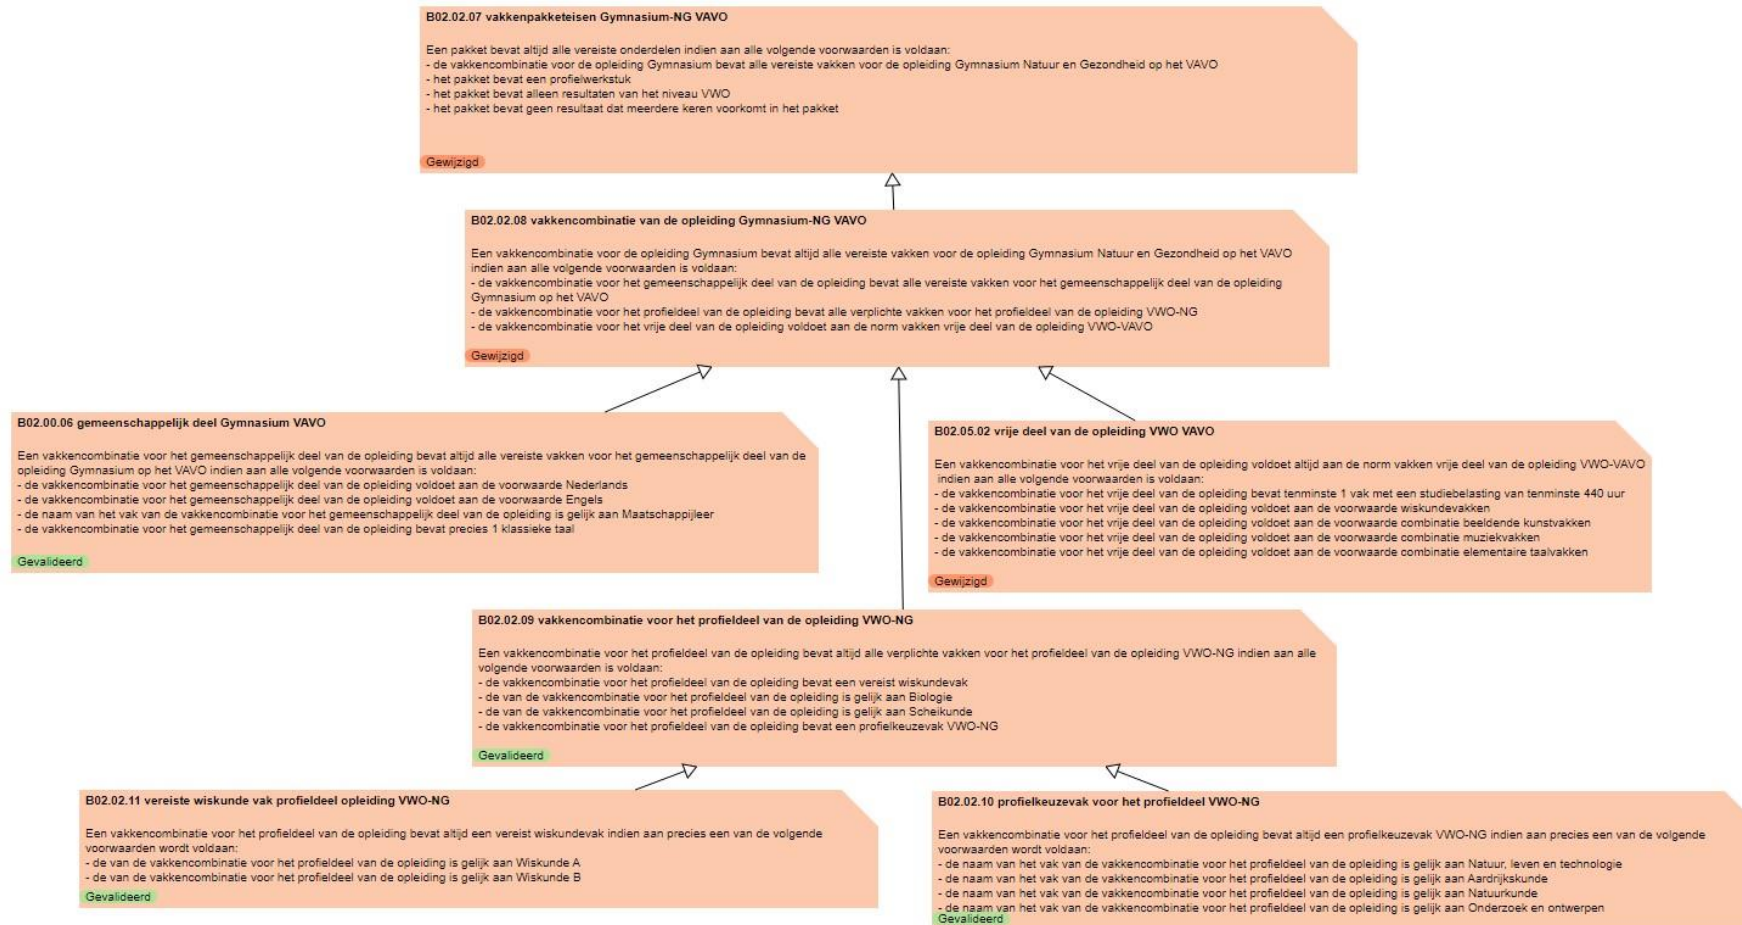 B02.02.07 vakkenpakketeisen Gymnasium-NG VAVO
Een pakket bevat altijd alle vereiste onderdelen indien aan alle volgende voorwaarden is voldaan:
- de vakkencombinatie voor de opleiding Gymnasium bevat alle vereiste vakken voor de opleiding Gymnasium Natuur en Gezondheid op het VAVO
- het pakket bevat een profielwerkstuk
- het pakket bevat alleen resultaten van het niveau VWO
- het pakket bevat geen resultaat dat meerdere keren voorkomt in het pakket
Gewijzigd
B02.02.08 vakkencombinatie van de opleiding Gymnasium-NG VAVO
Een vakkencombinatie voor de opleiding Gymnasium bevat altijd alle vereiste vakken voor de opleiding Gymnasium Natuur en Gezondheid op het VAVO
indien aan alle volgende voorwaarden is voldaan:
- de vakkencombinatie voor het gemeenschappelijk deel van de opleiding bevat alle vereiste vakken voor het gemeenschappelijk deel van de opleiding
Gymnasium op het VAVO
- de vakkencombinatie voor het profieldeel van de opleiding bevat alle verplichte vakken voor het profieldeel van de opleiding VWO-NG
- de vakkencombinatie voor het vrije deel van de opleiding voldoet aan de norm vakken vrije deel van de opleiding VWO-VAVO
Gewijzigd
B02.00.06 gemeenschappelijk deel Gymnasium VAVO
Een vakkencombinatie voor het gemeenschappelijk deel van de opleiding bevat altijd alle vereiste vakken voor het gemeenschappelijk deel van de
opleiding Gymnasium op het VAVO indien aan alle volgende voorwaarden is voldaan:
- de vakkencombinatie voor het gemeenschappelijk deel van de opleiding voldoet aan de voorwaarde Nederlands
- de vakkencombinatie voor het gemeenschappelijk deel van de opleiding voldoet aan de voorwaarde Engels
- de naam van het vak van de vakkencombinatie voor het gemeenschappelijk deel van de opleiding is gelijk aan Maatschappijleer
- de vakkencombinatie voor het gemeenschappelijk deel van de opleiding bevat precies 1 klassieke taal
Gevalideerd
B02.05.02 vrije deel van de opleiding VWO VAVO
Een vakkencombinatie voor het vrije deel van de opleiding voldoet altijd aan de norm vakken vrije deel van de opleiding VWO-VAVO
indien aan alle volgende voorwaarden is voldaan:
- de vakkencombinatie voor het vrije deel van de opleiding bevat tenminste 1 vak met een studiebelasting van tenminste 440 uur
- de vakkencombinatie voor het vrije deel van de opleiding voldoet aan de voorwaarde wiskundevakken
- de vakkencombinatie voor het vrije deel van de opleiding voldoet aan de voorwaarde combinatie beeldende kunstvakken
- de vakkencombinatie voor het vrije deel van de opleiding voldoet aan de voorwaarde combinatie muziekvakken
- de vakkencombinatie voor het vrije deel van de opleiding voldoet aan de voorwaarde combinatie elementaire taalvakken
Gewijzigd
B02.02.09 vakkencombinatie voor het profieldeel van de opleiding VWO-NG
Een vakkencombinatie voor het profieldeel van de opleiding bevat altijd alle verplichte vakken voor het profieldeel van de opleiding VWO-NG indien aan alle
volgende voorwaarden is voldaan:
- de vakkencombinatie voor het profieldeel van de opleiding bevat een vereist wiskundevak
- de van de vakkencombinatie voor het profieldeel van de opleiding is gelijk aan Biologie
- de van de vakkencombinatie voor het profieldeel van de opleiding is gelijk aan Scheikunde
- de vakkencombinatie voor het profieldeel van de opleiding bevat een profielkeuzevak VWO-NG
Gevalideerd
B02.02.11 vereiste wiskunde vak profieldeel opleiding VWO-NG
Een vakkencombinatie voor het profieldeel van de opleiding bevat altijd een vereist wiskundevak indien aan precies een van de volgende
voorwaarden wordt voldaan:
- de van de vakkencombinatie voor het profieldeel van de opleiding is gelijk aan Wiskunde A
- de van de vakkencombinatie voor het profieldeel van de opleiding is gelijk aan Wiskunde B
Gevalideerd
B02.02.10 profielkeuzevak voor het profieldeel VWO-NG
Een vakkencombinatie voor het profieldeel van de opleiding bevat altijd een profielkeuzevak VWO-NG indien aan precies een van de volgende
voorwaarden wordt voldaan:
- de naam van het vak van de vakkencombinatie voor het profieldeel van de opleiding is gelijk aan Natuur, leven en technologie
- de naam van het vak van de vakkencombinatie voor het profieldeel van de opleiding is gelijk aan Aardrijkskunde
- de naam van het vak van de vakkencombinatie voor het profieldeel van de opleiding is gelijk aan Natuurkunde
- de naam van het vak van de vakkencombinatie voor het profieldeel van de opleiding is gelijk aan Onderzoek en ontwerpen
Gevalideerd